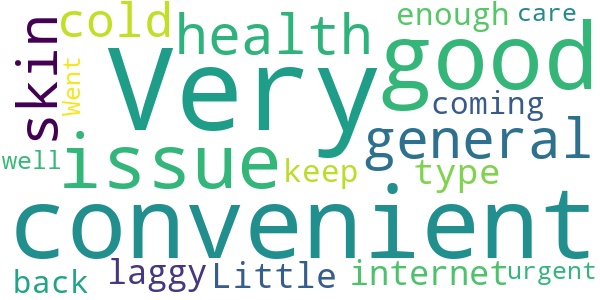 cold
health
enough
care
skin
Went
Very
good
coming
issue
general
well
keep
type
convenient
back
laggy
Little
internet
urgent